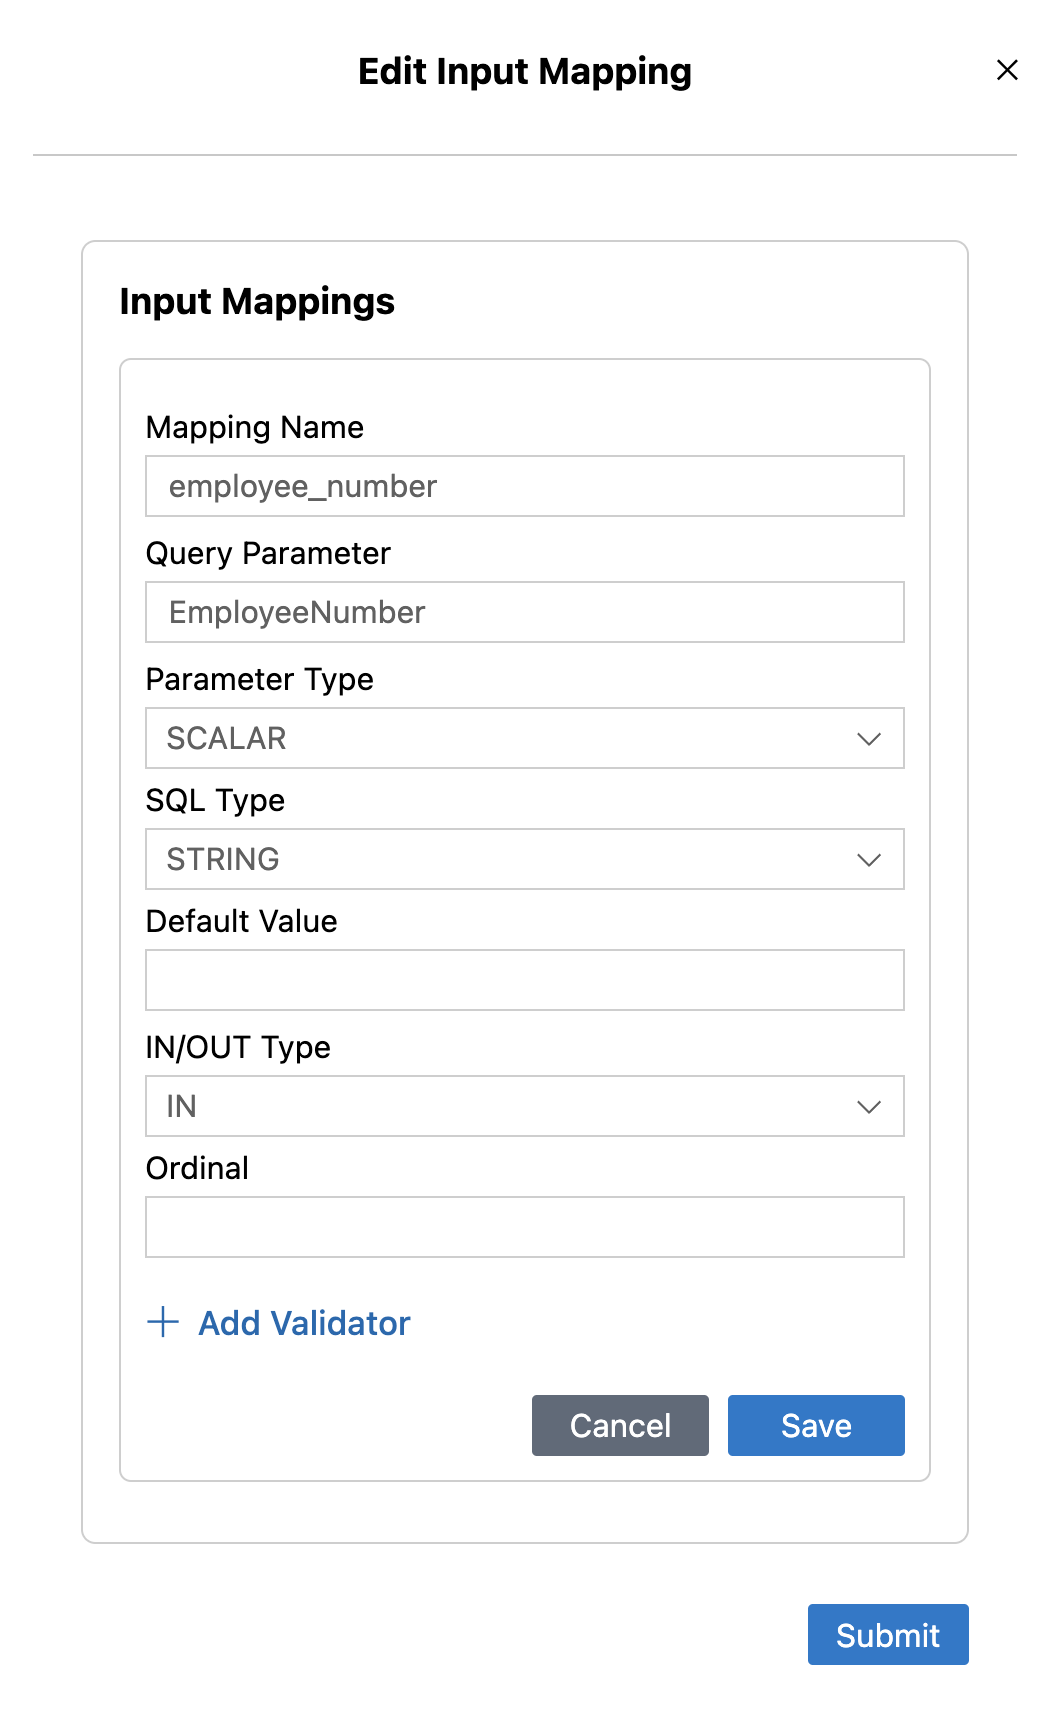 Edit Input Mapping
Input Mappings
Mapping Name
employee_number
Query Parameter
EmployeeNumber
Parameter Type
SCALAR
SQL Type
STRING
Default Value
IN/OUT Type
IN
Ordinal
Add Validator
Cancel Save
Submit